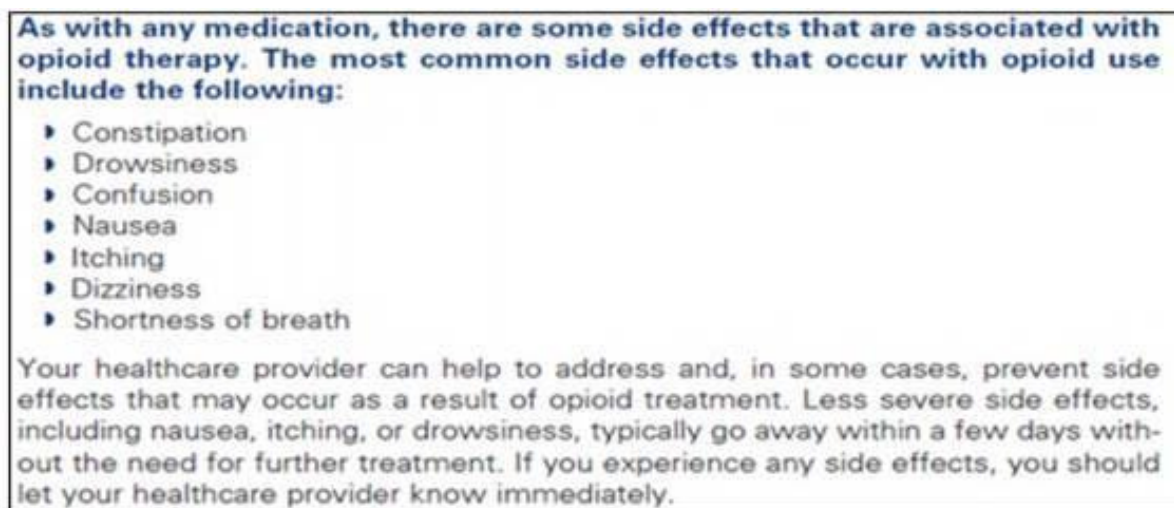 As with any medication, there are some side effects that are associated with
opioid therapy. The most common side effects that occur with opioid use
include the following:
Constipation
Drowsiness
Confusion
Nausea
Itching
Dizziness
Shortness of breath
Your healthcare provider can help to address and, in some cases, prevent side
effects that may occur as a result of opioid treatment. Less severe side effects,
including nausea, itching, or drowsiness, typically go away within a few days with-
out the need for further treatment. If you experience any side effects, you should
let your healthcare provider know immediately.